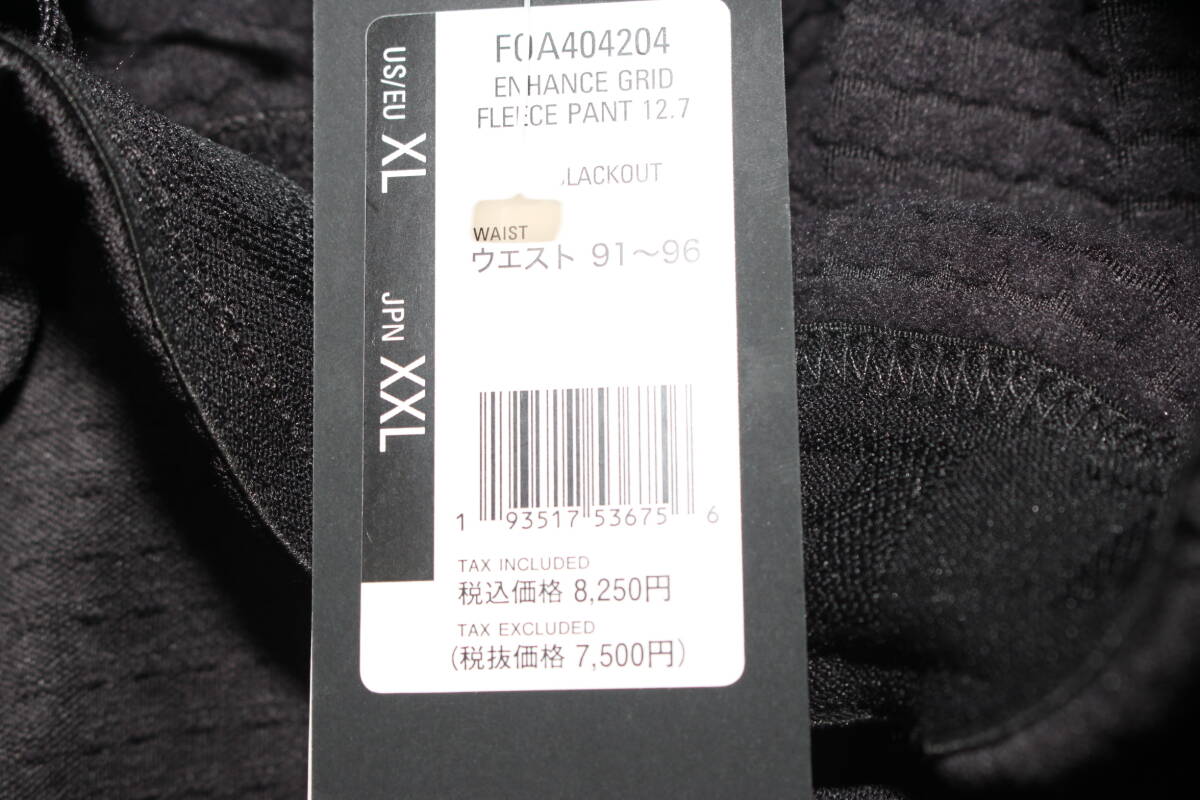 US/EU XL
JPN XXL
FOA404204
ENHANCE GRID
FLEECE PANT 12.7
BLACKOUT
WAIST
ウエスト 91～96
1 93517 53675 6
TAX INCLUDED
税込価格 8,250円
TAX EXCLUDED
(税抜価格 7,500円)